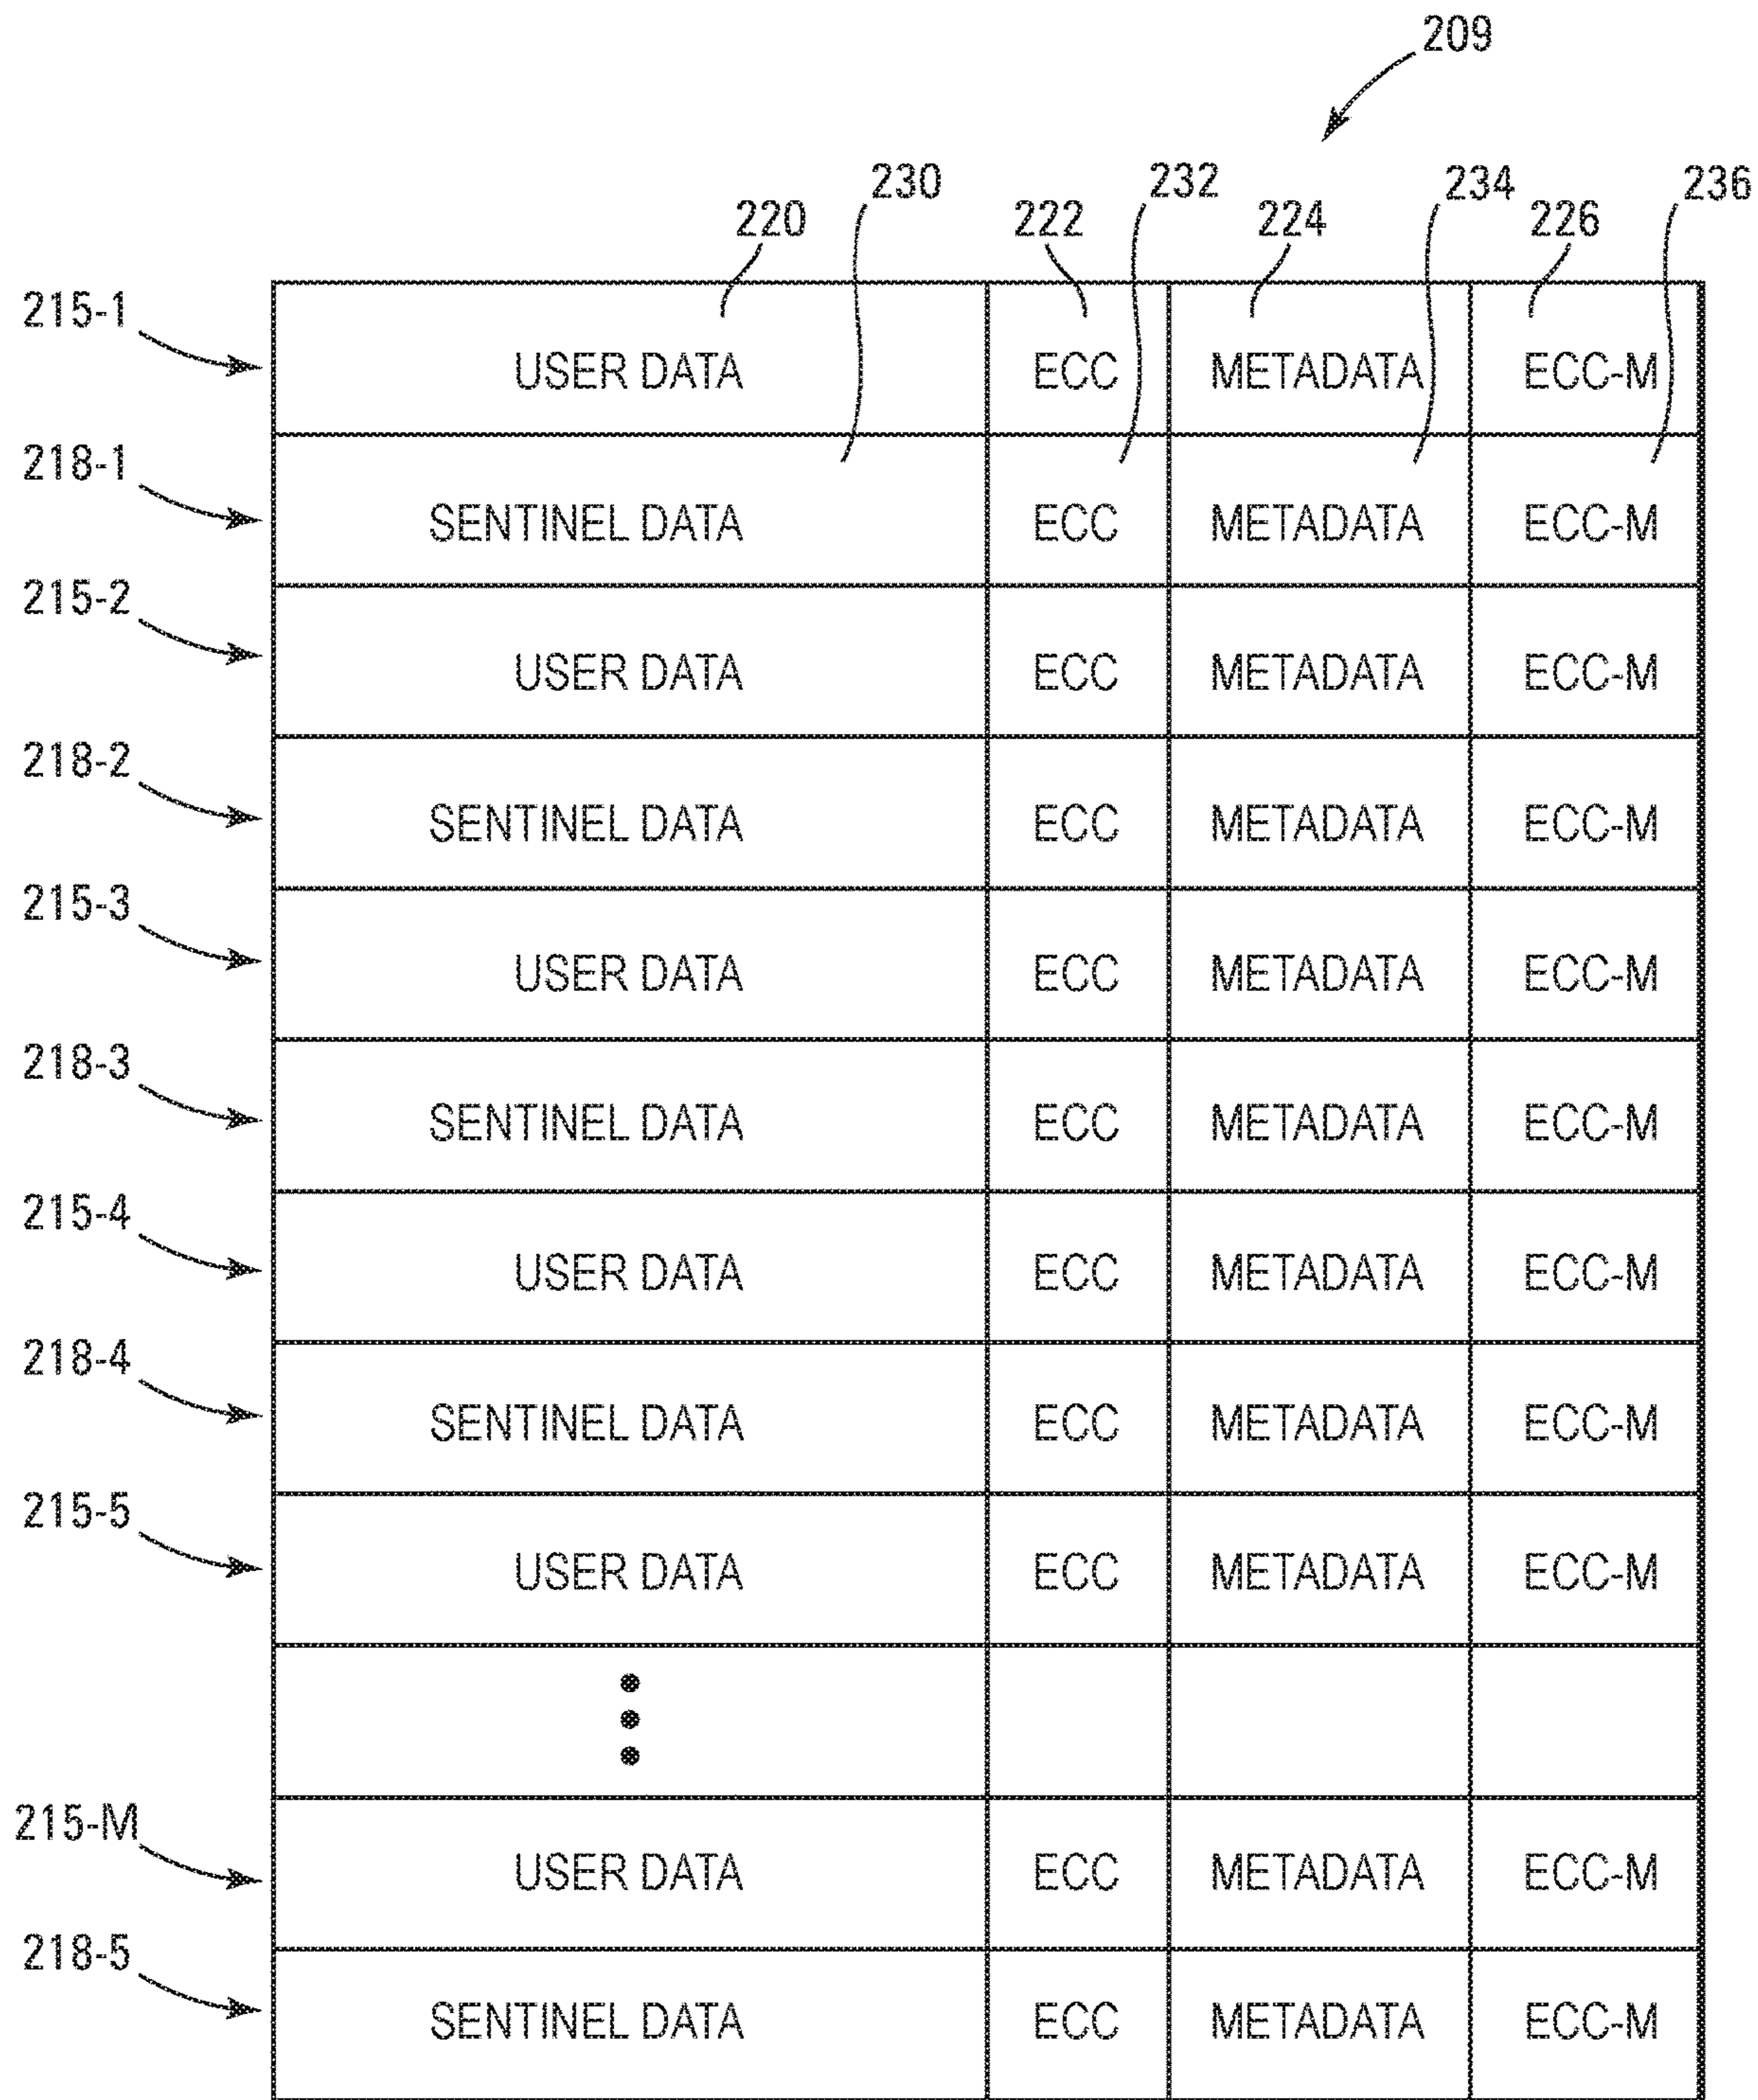 209
230 232 234 236
220 222 224 226
215-1
USER DATA ECC METADATA ECC-M
218-1
SENTINEL DATA ECC METADATA ECC-M
215-2
USER DATA ECC METADATA ECC-M
218-2
SENTINEL DATA ECC METADATA ECC-M
215-3
USER DATA ECC METADATA ECC-M
218-3
SENTINEL DATA ECC METADATA ECC-M
215-4
USER DATA ECC METADATA ECC-M
218-4
SENTINEL DATA ECC METADATA ECC-M
215-5
USER DATA ECC METADATA ECC-M
215-M
USER DATA ECC METADATA ECC-M
218-5
SENTINEL DATA ECC METADATA ECC-M